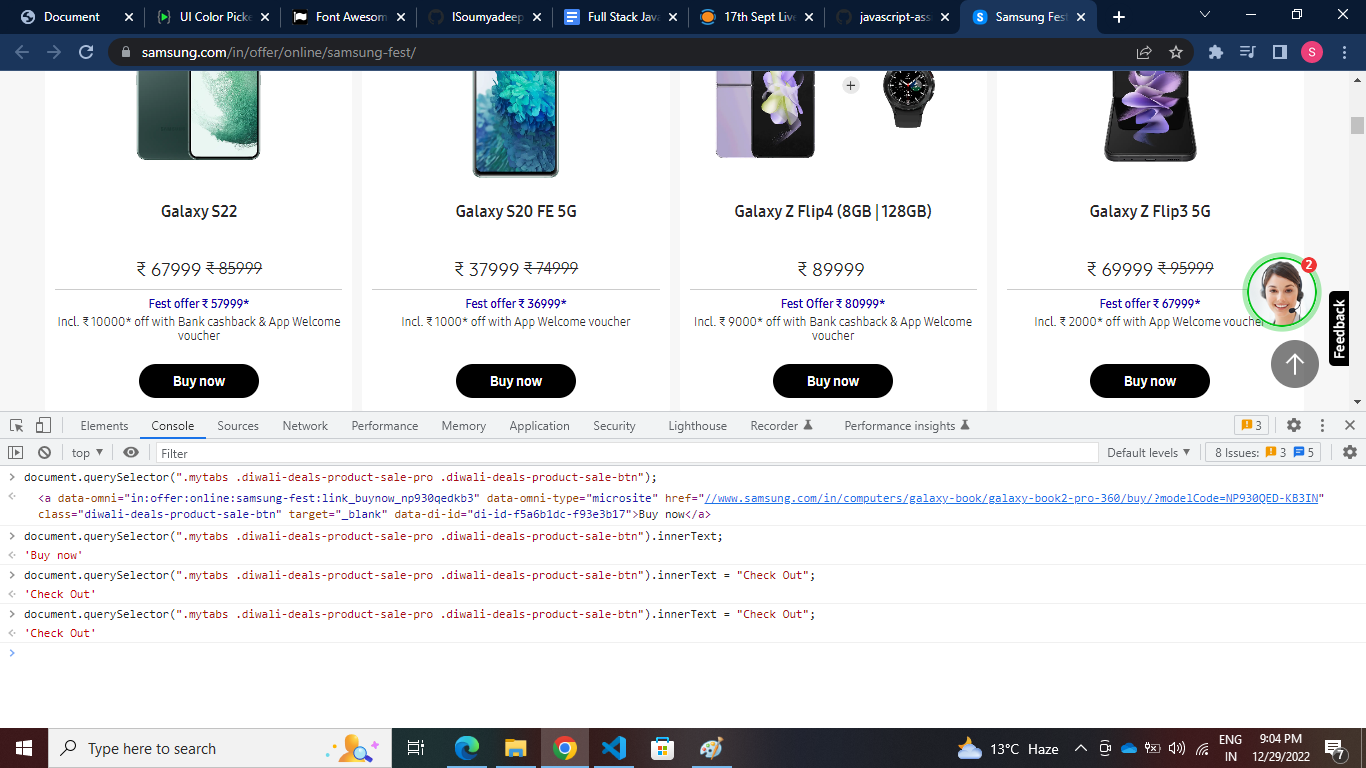 Document
UI Color Picke
Font Awesom
ISoumyadeep
Full Stack Java
17th Sept Live
javascript-ass
Samsung Fest
samsung.com/in/offer/online/samsung-fest/
S
Galaxy S22
Galaxy S20 FE 5G
Galaxy Z Flip4 (8GB | 128GB)
Galaxy Z Flip3 5G
₹ 67999 ₹ 85999
₹ 37999 ₹ 74999
₹ 89999
₹ 69999 ₹ 95999
2
Fest offer ₹ 57999*
Fest offer ₹ 36999*
Fest Offer ₹ 80999*
Fest offer ₹ 67999*
Incl. ₹ 10000* off with Bank cashback & App Welcome
voucher
Incl. ₹ 1000* off with App Welcome voucher
Incl. ₹ 9000* off with Bank cashback & App Welcome
voucher
Incl. ₹ 2000* off with App Welcome voucher
Feedback
Buy now
Buy now
Buy now
Buy now
Elements Console Sources Network Performance Memory Application Security Lighthouse Recorder Performance insights 3
top ▼ Filter Default levels ▼ 8 Issues: 3 5
document.querySelector(".mytabs .diwali-deals-product-sale-pro .diwali-deals-product-sale-btn");
<a data-omni="in:offer:online:samsung-fest:link_buynow_np930qedkb3" data-omni-type="microsite" href="//www.samsung.com/in/computers/galaxy-book/galaxy-book2-pro-360/buy/?modelCode=NP930QED-KB3IN"
class="diwali-deals-product-sale-btn" target="_blank" data-di-id="di-id-f5a6b1dc-f93e3b17">Buy now</a>
document.querySelector(".mytabs .diwali-deals-product-sale-pro .diwali-deals-product-sale-btn").innerText;
'Buy now'
document.querySelector(".mytabs .diwali-deals-product-sale-pro .diwali-deals-product-sale-btn").innerText = "Check Out";
'Check Out'
document.querySelector(".mytabs .diwali-deals-product-sale-pro .diwali-deals-product-sale-btn").innerText = "Check Out";
'Check Out'
Type here to search
13°C Haze
ENG
IN
9:04 PM
12/29/2022
7